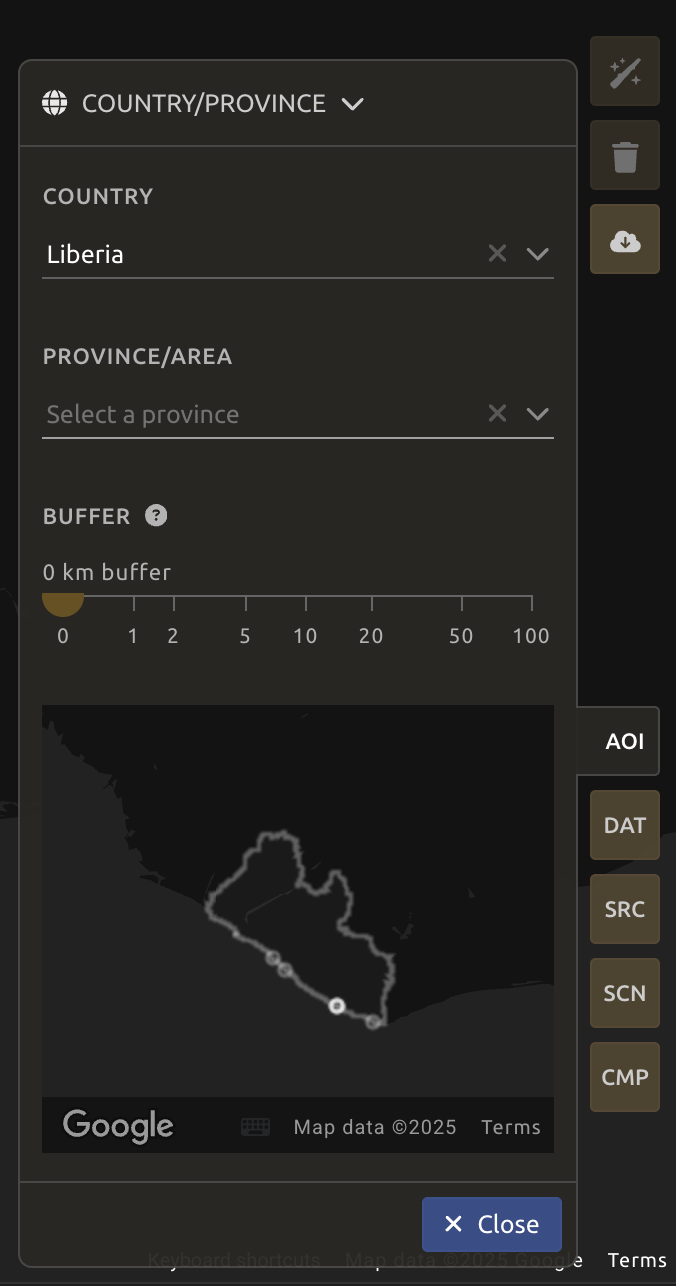 COUNTRY/PROVINCE
COUNTRY
Liberia
PROVINCE/AREA
Select a province
BUFFER ?
0 km buffer
0 1 2 5 10 20 50 100
AOI
DAT
SRC
SCN
CMP
Google Map data ©2025 Terms
Close
Keyboard shortcuts Map data ©2025 Google Terms